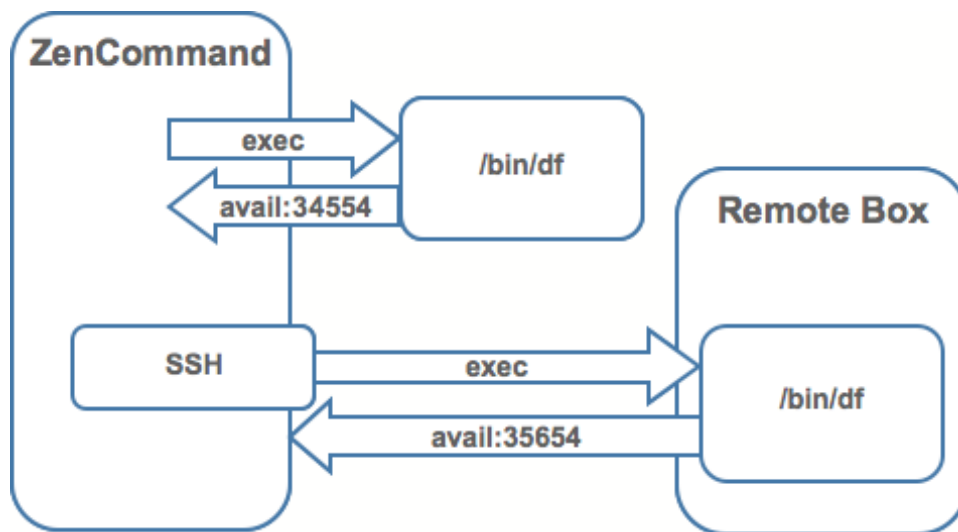 ZenCommand
exec
/bin/df
avail:34554
Remote Box
SSH
exec
/bin/df
avail:35654